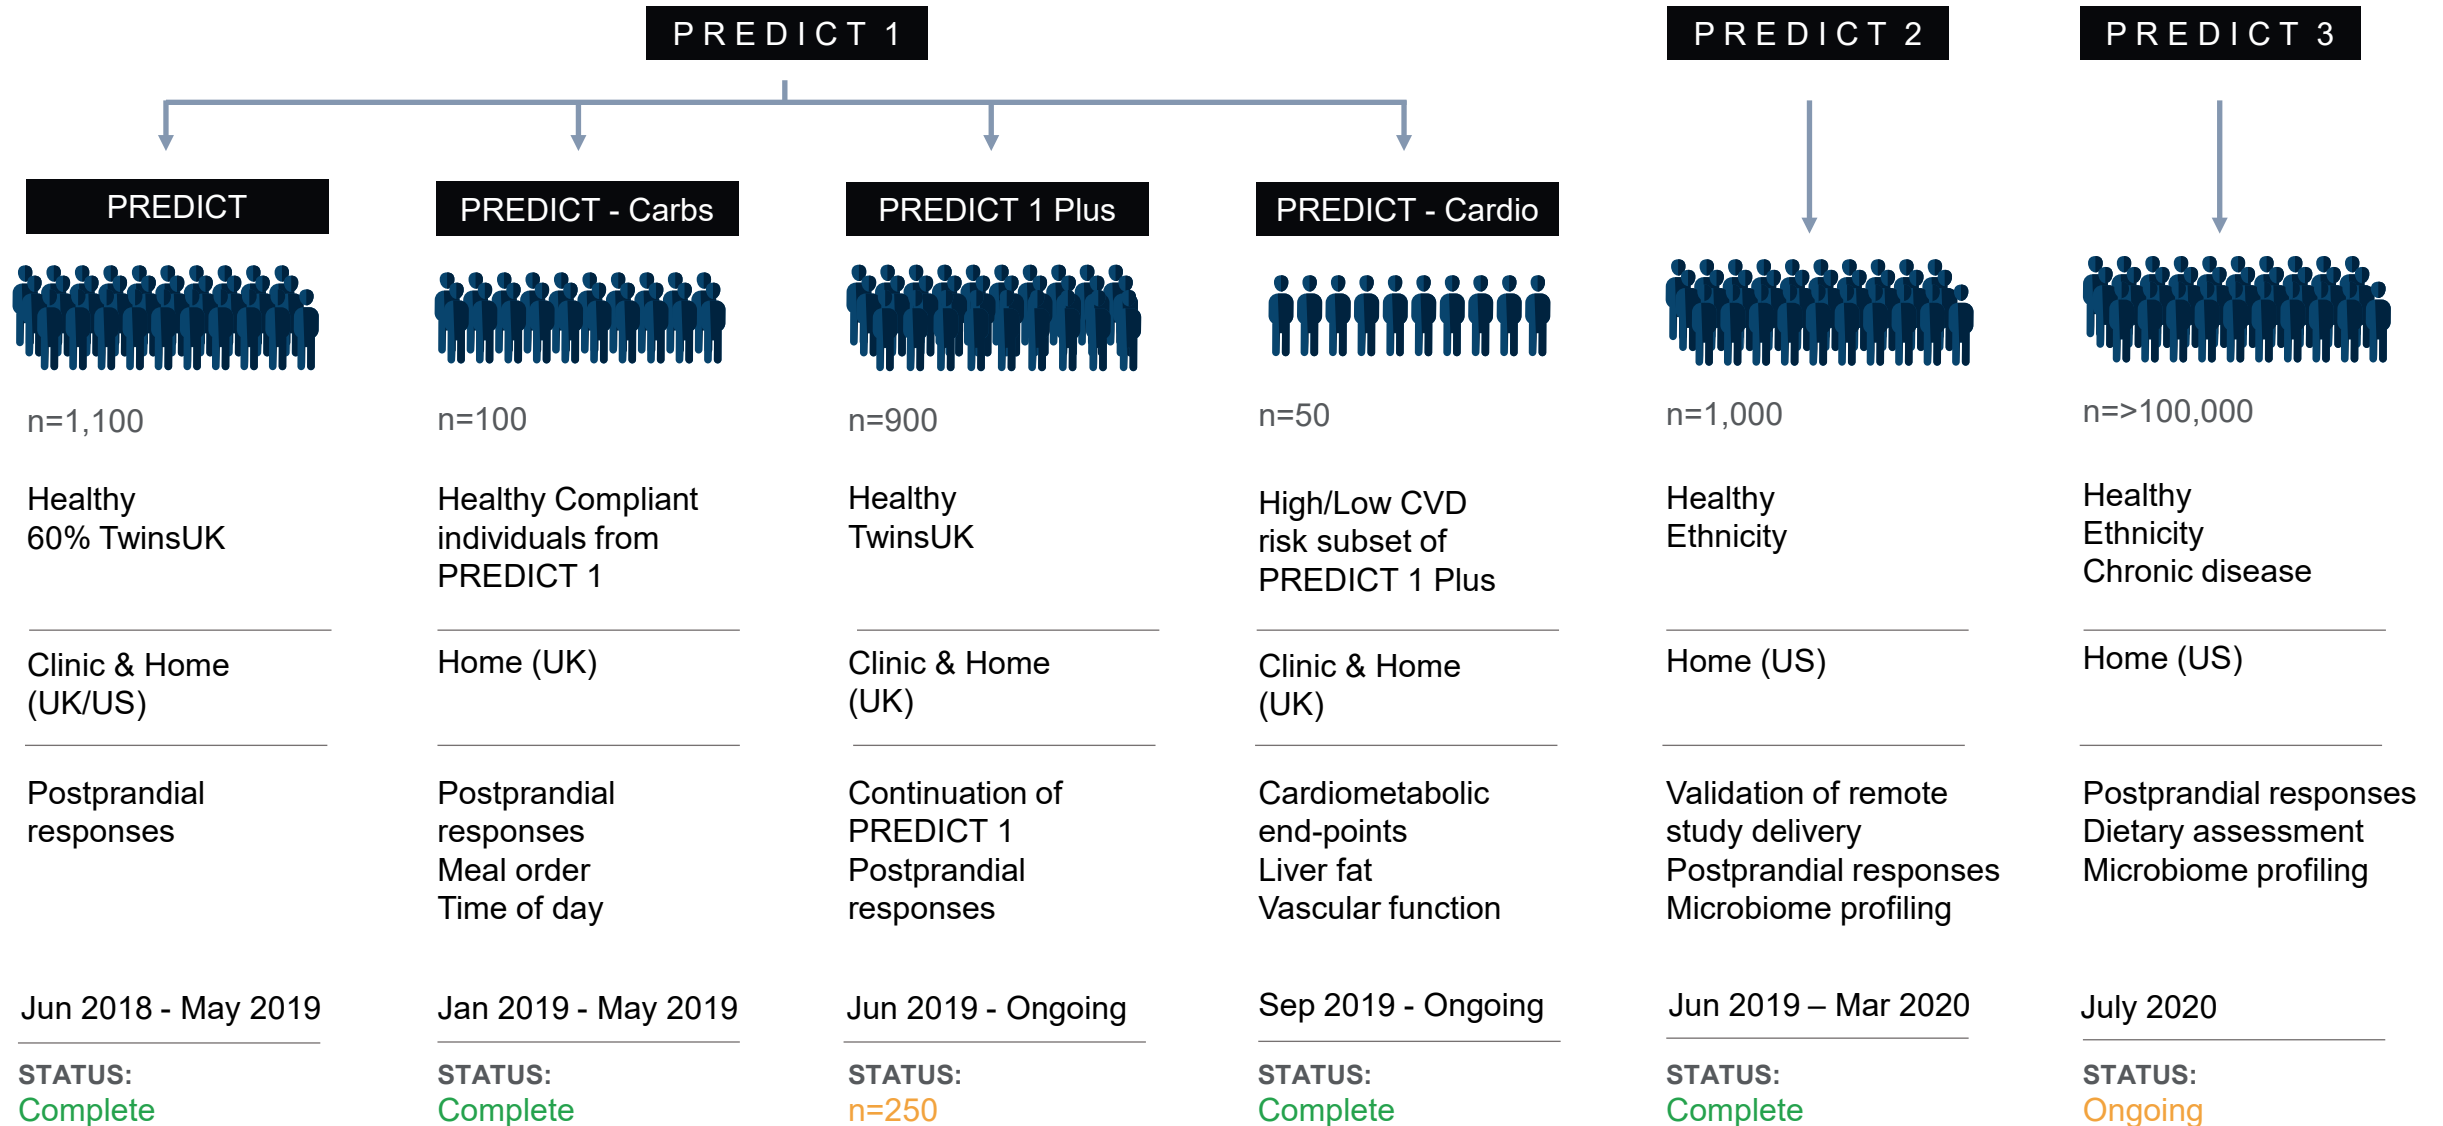 PREDICT 1
PREDICT 2
PREDICT 3
PREDICT
n=1,100
Healthy
60% TwinsUK
Clinic & Home
(UK/US)
Postprandial
responses
Jun 2018 - May 2019
STATUS:
Complete
PREDICT - Carbs
n=100
Healthy Compliant
individuals from
PREDICT 1
Home (UK)
Postprandial
responses
Meal order
Time of day
Jan 2019 - May 2019
STATUS:
Complete
PREDICT 1 Plus
n=900
Healthy
TwinsUK
Clinic & Home
(UK)
Continuation of
PREDICT 1
Postprandial
responses
Jun 2019 - Ongoing
STATUS:
n=250
PREDICT - Cardio
n=50
High/Low CVD
risk subset of
PREDICT 1 Plus
Clinic & Home
(UK)
Cardiometabolic
end-points
Liver fat
Vascular function
Sep 2019 - Ongoing
STATUS:
Complete
n=1,000
Healthy
Ethnicity
Home (US)
Validation of remote
study delivery
Postprandial responses
Microbiome profiling
Jun 2019 – Mar 2020
STATUS:
Complete
n=>100,000
Healthy
Ethnicity
Chronic disease
Home (US)
Postprandial responses
Dietary assessment
Microbiome profiling
July 2020
STATUS:
Ongoing